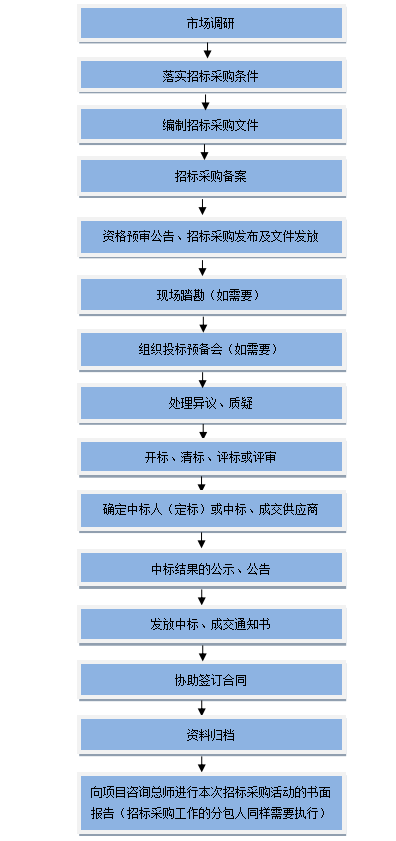 市场调研
落实招标采购条件
编制招标采购文件
招标采购备案
资格预审公告、招标采购发布及文件发放
现场踏勘（如需要）
组织投标预备会（如需要）
处理异议、质疑
开标、清标、评标或评审
确定中标人（定标）或中标、成交供应商
中标结果的公示、公告
发放中标、成交通知书
协助签订合同
资料归档
向项目咨询总师进行本次招标采购活动的书面
报告（招标采购工作的分包人同样需要执行）